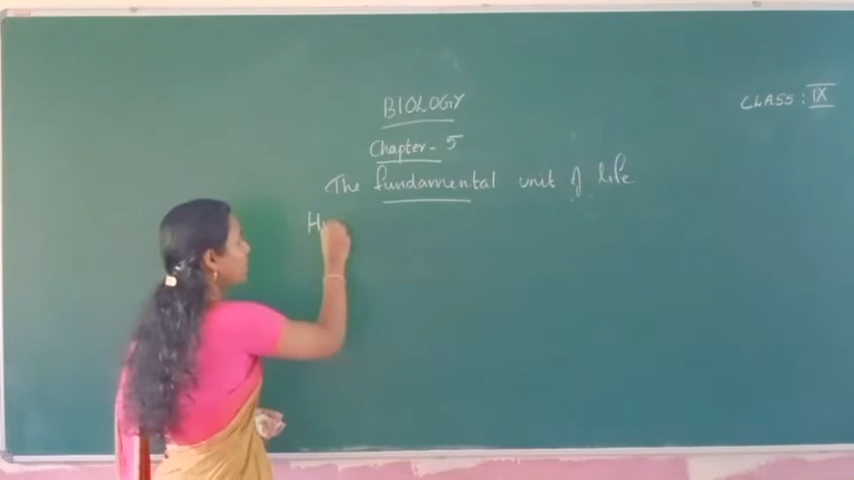 BIOLOGY
CLASS : IX
Chapter - 5
The fundamental unit of life